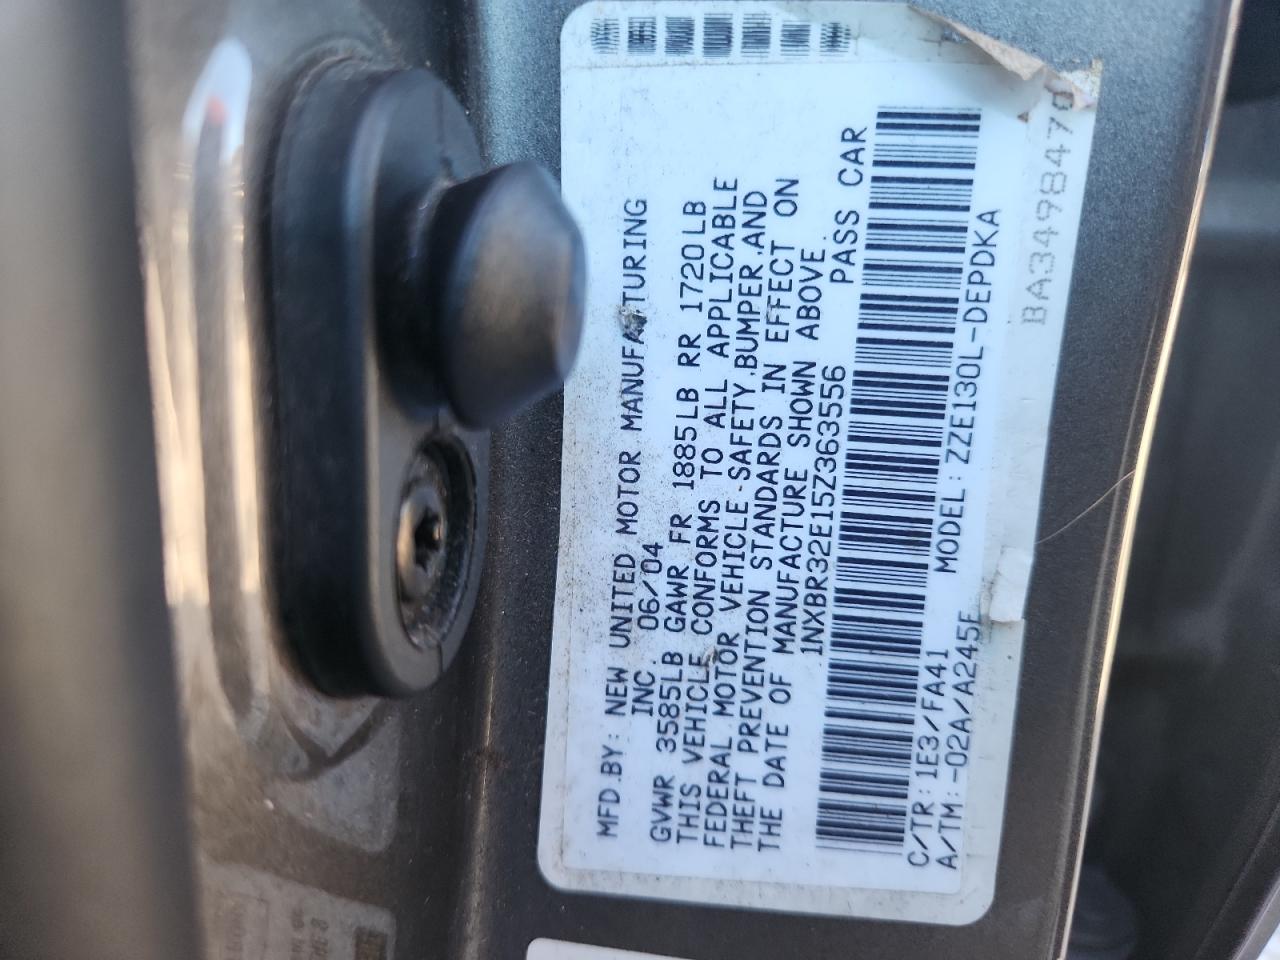 MFD.BY: NEW UNITED MOTOR MANUFACTURING
INC. 06/04
GVWR 3585LB GAWR FR 1885LB RR 1720LB
THIS VEHICLE CONFORMS TO ALL APPLICABLE
FEDERAL MOTOR VEHICLE SAFETY,BUMPER,AND
THEFT PREVENTION STANDARDS IN EFFECT ON
THE DATE OF MANUFACTURE SHOWN ABOVE.
1NXBR32E15Z363556 PASS CAR
C/TR: 1E3/FA41 MODEL: ZZE130L-DEPDKA
A/TM: -02A/A245E
BA3498470